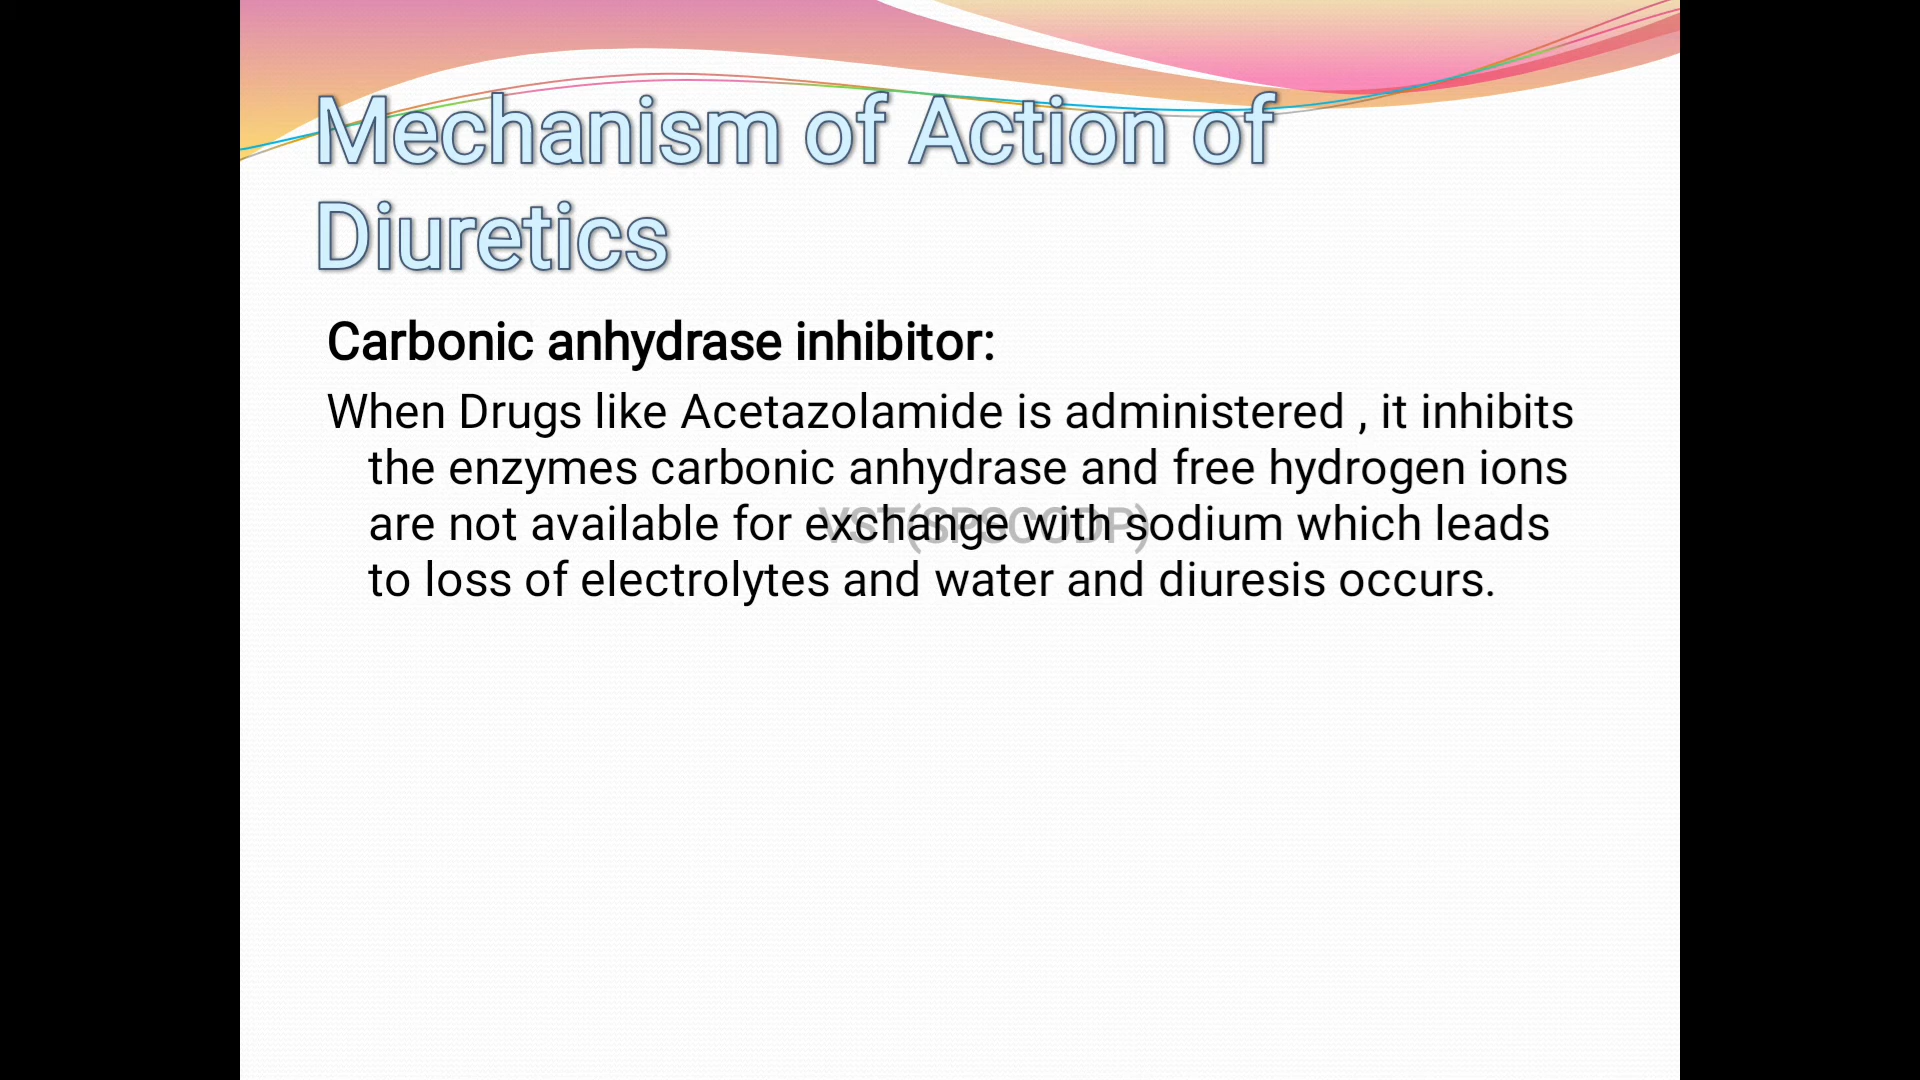 Mechanism of Action of
Diuretics
Carbonic anhydrase inhibitor:
When Drugs like Acetazolamide is administered , it inhibits
the enzymes carbonic anhydrase and free hydrogen ions
are not available for exchange with sodium which leads
to loss of electrolytes and water and diuresis occurs.
VST(SPSCODP)